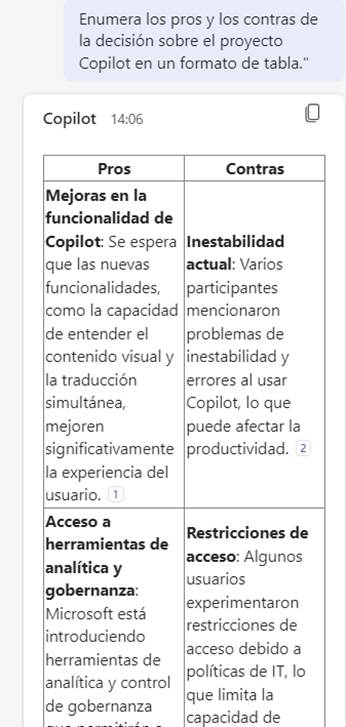 Enumera los pros y los contras de
la decisión sobre el proyecto
Copilot en un formato de tabla."
Copilot 14:06
Pros
Contras
Mejoras en la
funcionalidad de
Copilot: Se espera
que las nuevas
funcionalidades,
como la capacidad
de entender el
contenido visual y
la traducción
simultánea,
mejoren
significativamente
la experiencia del
usuario. 1
Inestabilidad
actual: Varios
participantes
mencionaron
problemas de
inestabilidad y
errores al usar
Copilot, lo que
puede afectar la
productividad. 2
Acceso a
herramientas de
analítica y
gobernanza:
Microsoft está
introduciendo
herramientas de
analítica y control
de gobernanza
Restricciones de
acceso: Algunos
usuarios
experimentaron
restricciones de
acceso debido a
políticas de IT, lo
que limita la
capacidad de